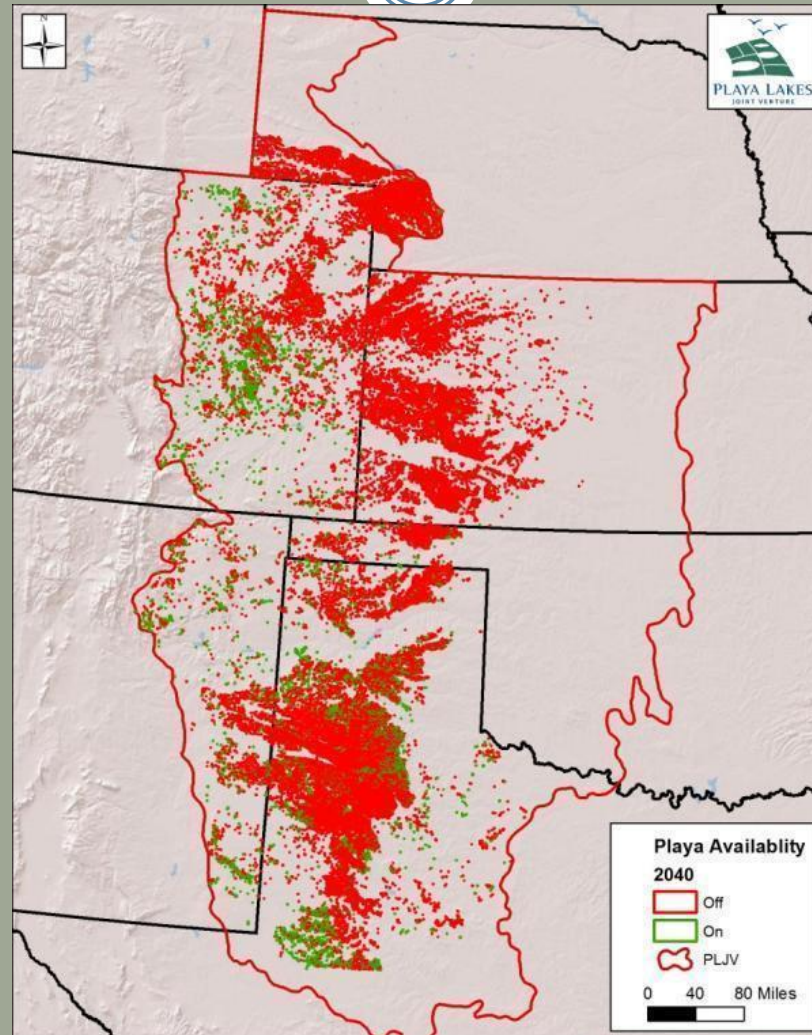 N
PLAYA LAKES
JOINT VENTURE
Playa Availablity
2040
Off
On
PLJV
0 40 80 Miles